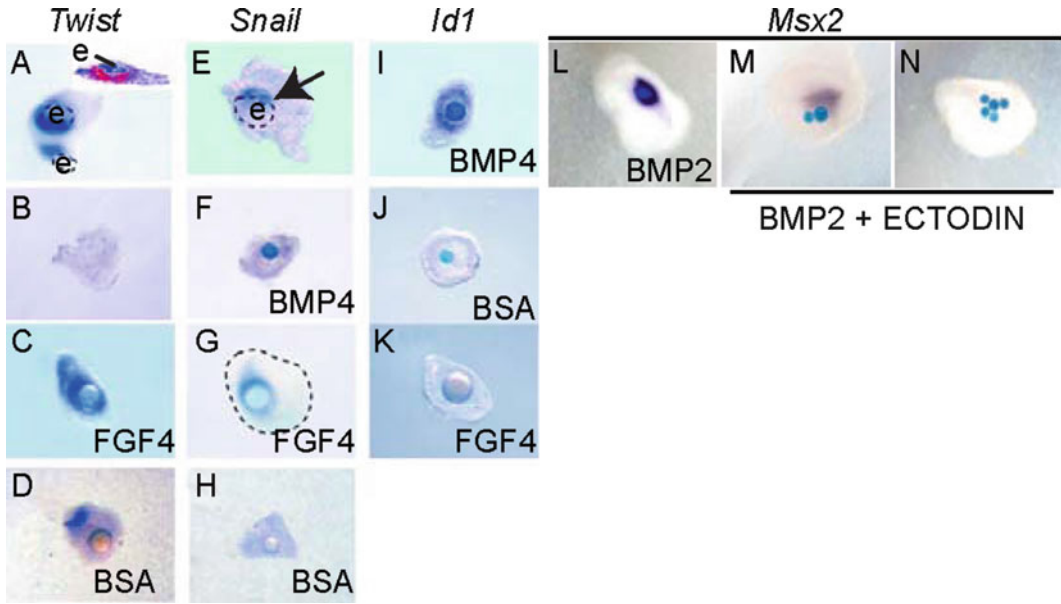 Twist Snail Id1 Msx2
A e E I L M N
e e
e
BMP4 BMP2
BMP2 + ECTODIN
B F J
BMP4 BSA
C G K
FGF4 FGF4 FGF4
D H
BSA BSA